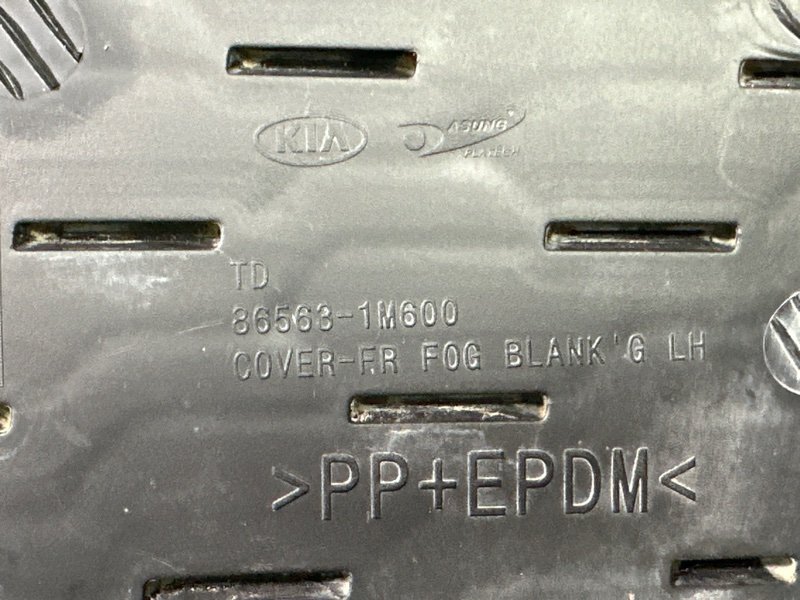 KIA ASUNG
TD
86563-1M600
COVER-FR FOG BLANK'G LH
>PP+EPDM<